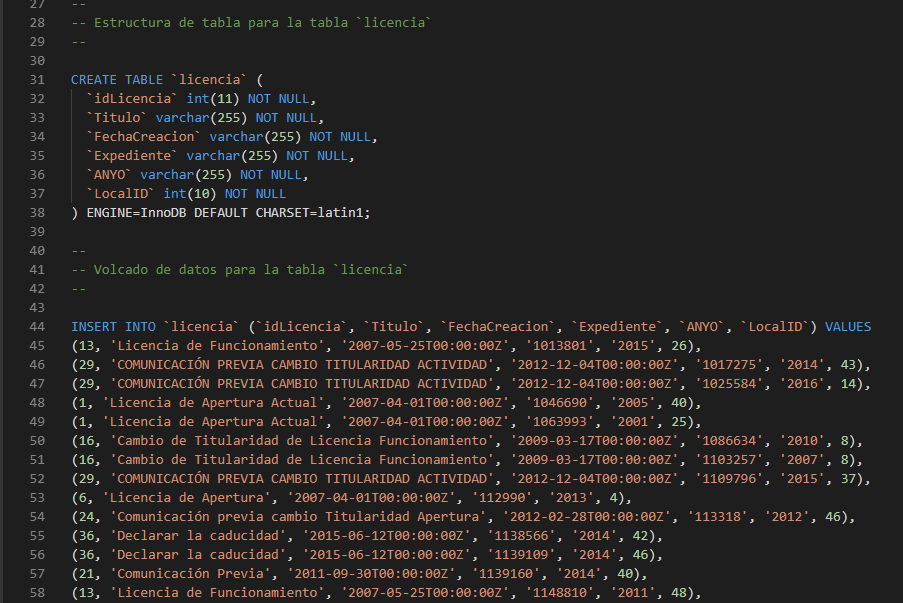 27 --
28 -- Estructura de tabla para la tabla `licencia`
29 --
30
31 CREATE TABLE `licencia` (
32 `idLicencia` int(11) NOT NULL,
33 `Titulo` varchar(255) NOT NULL,
34 `FechaCreacion` varchar(255) NOT NULL,
35 `Expediente` varchar(255) NOT NULL,
36 `ANYO` varchar(255) NOT NULL,
37 `LocalID` int(10) NOT NULL
38 ) ENGINE=InnoDB DEFAULT CHARSET=latin1;
39
40 --
41 -- Volcado de datos para la tabla `licencia`
42 --
43
44 INSERT INTO `licencia` (`idLicencia`, `Titulo`, `FechaCreacion`, `Expediente`, `ANYO`, `LocalID`) VALUES
45 (13, 'Licencia de Funcionamiento', '2007-05-25T00:00:00Z', '1013801', '2015', 26),
46 (29, 'COMUNICACIÓN PREVIA CAMBIO TITULARIDAD ACTIVIDAD', '2012-12-04T00:00:00Z', '1017275', '2014', 43),
47 (29, 'COMUNICACIÓN PREVIA CAMBIO TITULARIDAD ACTIVIDAD', '2012-12-04T00:00:00Z', '1025584', '2016', 14),
48 (1, 'Licencia de Apertura Actual', '2007-04-01T00:00:00Z', '1046690', '2005', 40),
49 (1, 'Licencia de Apertura Actual', '2007-04-01T00:00:00Z', '1063993', '2001', 25),
50 (16, 'Cambio de Titularidad de Licencia Funcionamiento', '2009-03-17T00:00:00Z', '1086634', '2010', 8),
51 (16, 'Cambio de Titularidad de Licencia Funcionamiento', '2009-03-17T00:00:00Z', '1103257', '2007', 8),
52 (29, 'COMUNICACIÓN PREVIA CAMBIO TITULARIDAD ACTIVIDAD', '2012-12-04T00:00:00Z', '1109796', '2015', 37),
53 (6, 'Licencia de Apertura', '2007-04-01T00:00:00Z', '112990', '2013', 4),
54 (24, 'Comunicación previa cambio Titularidad Apertura', '2012-02-28T00:00:00Z', '113318', '2012', 46),
55 (36, 'Declarar la caducidad', '2015-06-12T00:00:00Z', '1138566', '2014', 42),
56 (36, 'Declarar la caducidad', '2015-06-12T00:00:00Z', '1139109', '2014', 46),
57 (21, 'Comunicación Previa', '2011-09-30T00:00:00Z', '1139160', '2014', 40),
58 (13, 'Licencia de Funcionamiento', '2007-05-25T00:00:00Z', '1148810', '2011', 48),